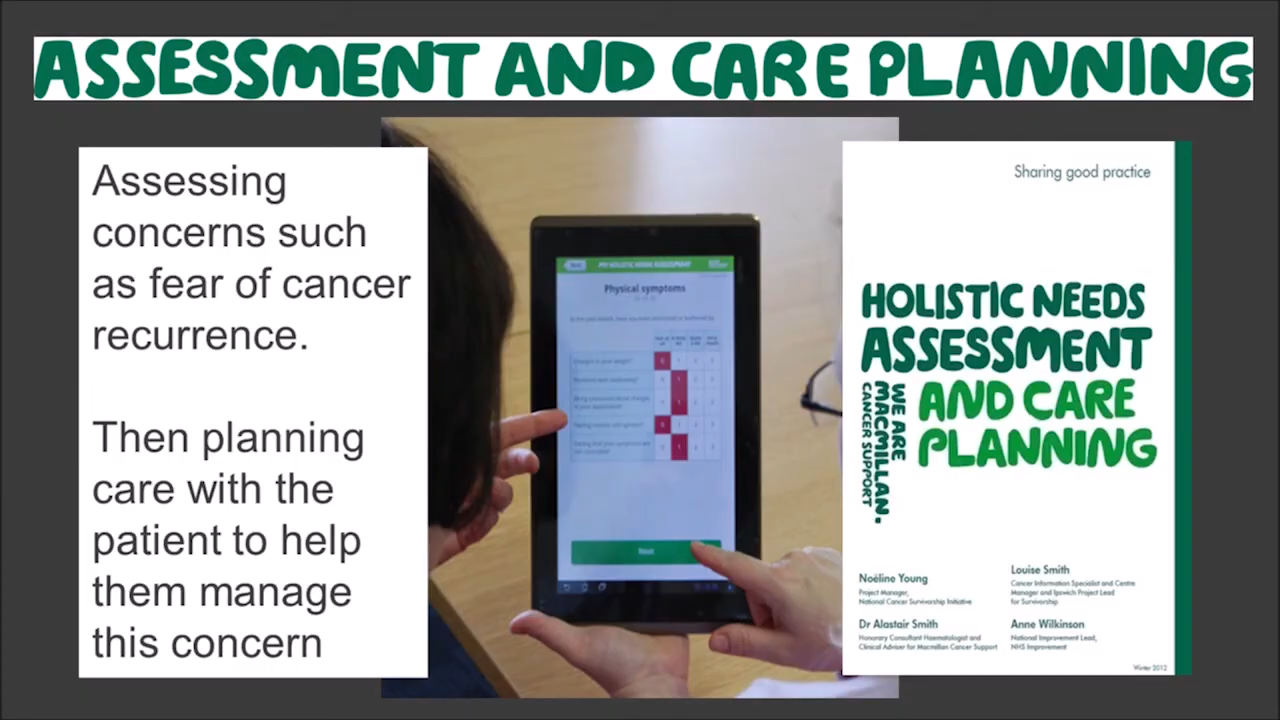 ASSESSMENT AND CARE PLANNING
Assessing
concerns such
as fear of cancer
recurrence.
Then planning
care with the
patient to help
them manage
this concern
MY HOLISTIC NEEDS ASSESSMENT
Physical symptoms
Next
Sharing good practice
HOLISTIC NEEDS
ASSESSMENT
AND CARE
PLANNING
WE ARE
MACMILLAN.
CANCER SUPPORT
Noëline Young
Project Manager,
National Cancer Survivorship Initiative
Louise Smith
Cancer Information Specialist and Centre
Manager and Ipswich Project Lead
for Survivorship
Dr Alastair Smith
Honorary Consultant Haematologist and
Clinical Adviser for Macmillan Cancer Support
Anne Wilkinson
National Improvement Lead,
NHS Improvement
Winter 2012